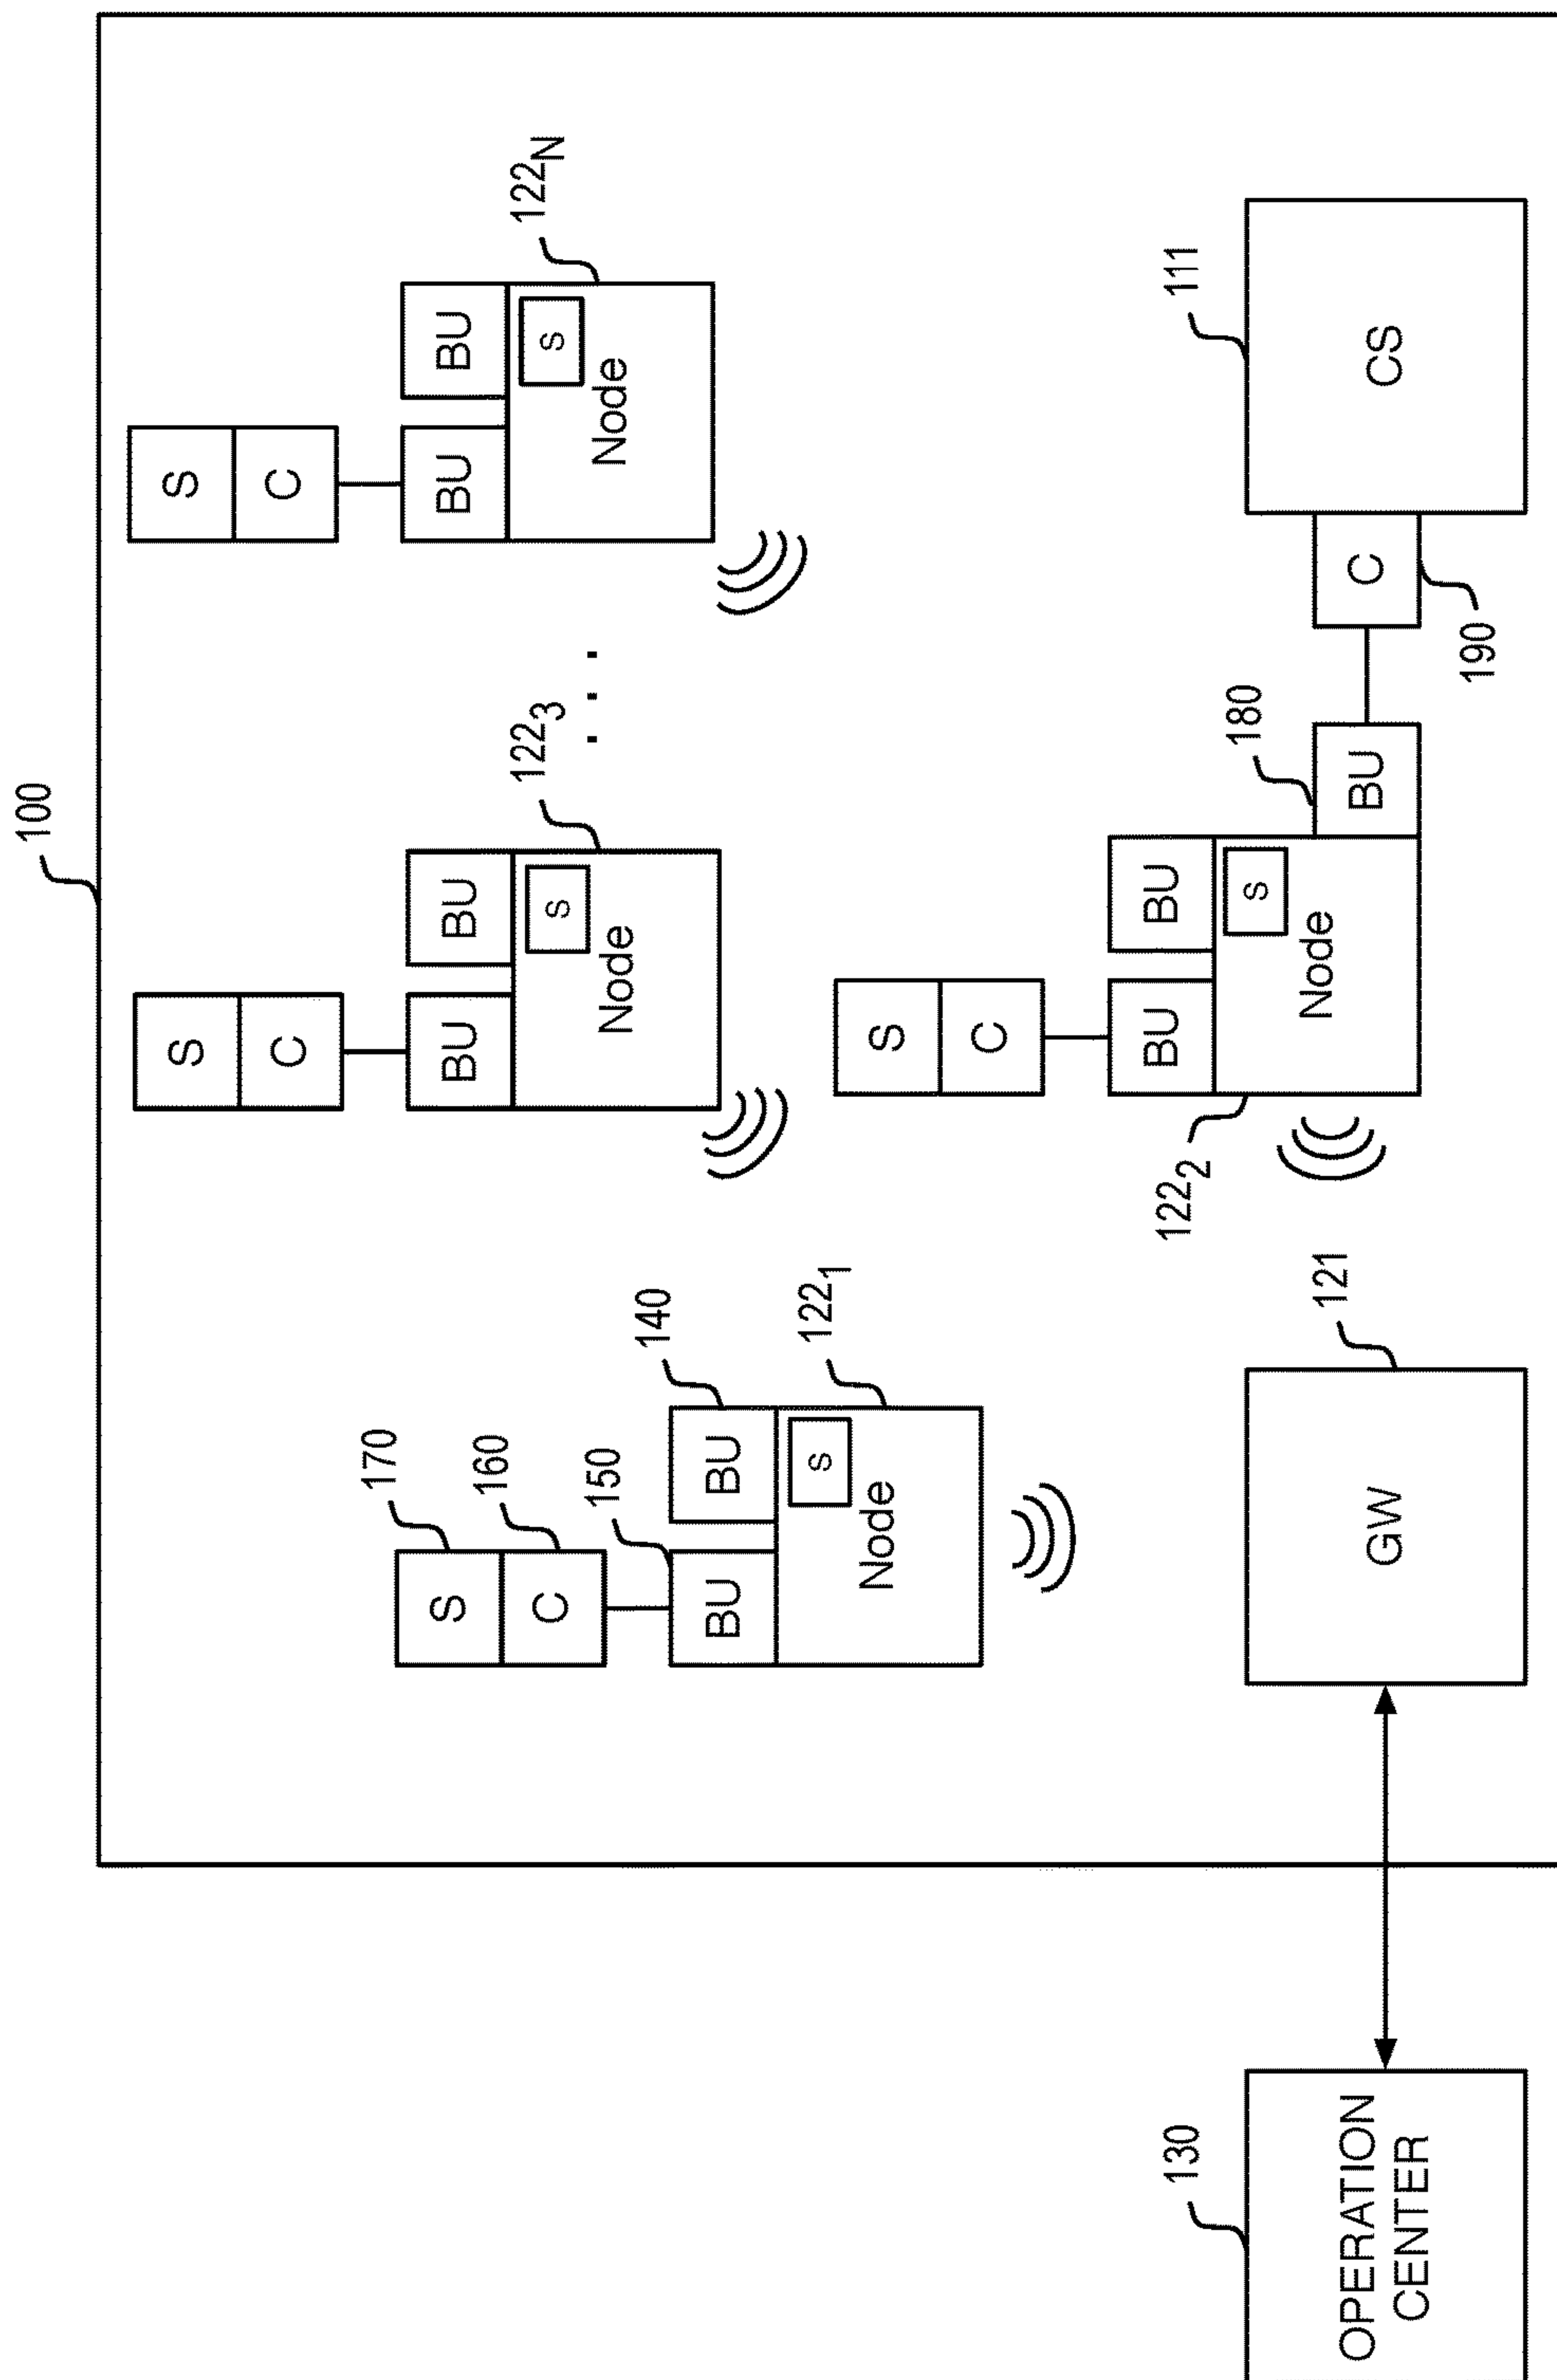 100
S
C
BU
BU
s
Node
122₃
. . .
S
C
BU
BU
s
Node
122N
170
S
160
C
150
140
BU
BU
s
Node
122₁
S
C
BU
BU
s
Node
122₂
180
BU
190
C
111
CS
121
GW
130
OPERATION
CENTER